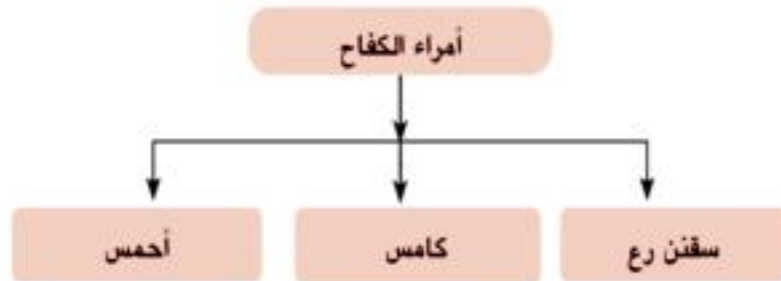 أمراء الكفاح
سقنن رع
كامس
أحمس